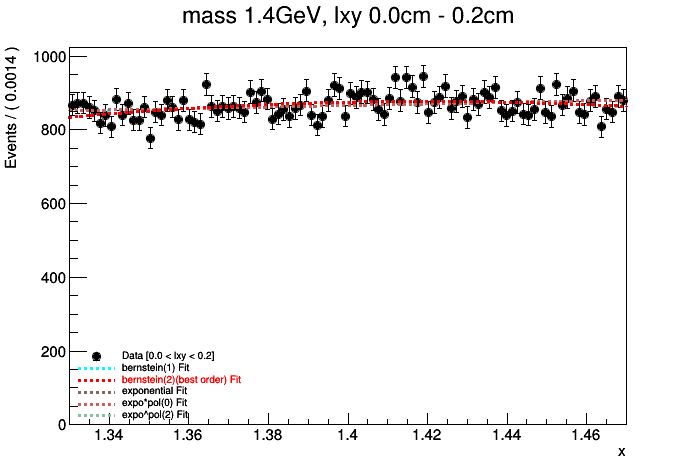 mass 1.4GeV, lxy 0.0cm - 0.2cm
Events / ( 0.0014 )
1000
800
600
400
200
0
Data [0.0 < lxy < 0.2]
bernstein(1) Fit
bernstein(2)(best order) Fit
exponential Fit
expo*pol(0) Fit
expo*pol(2) Fit
1.34 1.36 1.38 1.4 1.42 1.44 1.46
x